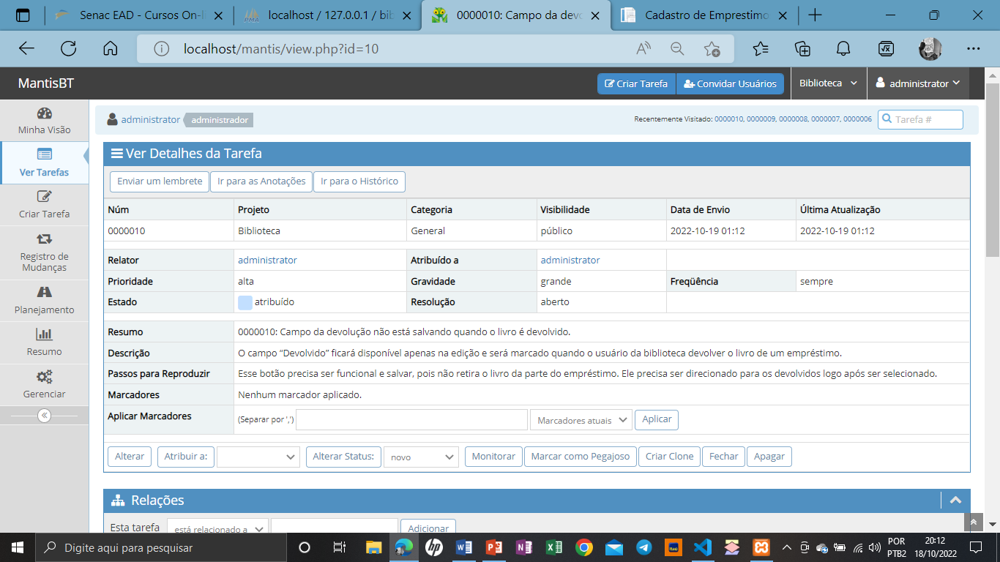 Senac EAD - Cursos On-li
localhost / 127.0.0.1 / bib
0000010: Campo da devo
Cadastro de Emprestimo
localhost/mantis/view.php?id=10
MantisBT
Criar Tarefa
Convidar Usuários
Biblioteca
administrator
Minha Visão
Ver Tarefas
Criar Tarefa
Registro de
Mudanças
Planejamento
Resumo
Gerenciar
administrator administrador
Recentemente Visitado: 0000010, 0000009, 0000008, 0000007, 0000006
Tarefa #
Ver Detalhes da Tarefa
Enviar um lembrete Ir para as Anotações Ir para o Histórico
Núm Projeto Categoria Visibilidade Data de Envio Última Atualização
0000010 Biblioteca General público 2022-10-19 01:12 2022-10-19 01:12
Relator administrator Atribuído a administrator
Prioridade alta Gravidade grande Freqüência sempre
Estado atribuído Resolução aberto
Resumo 0000010: Campo da devolução não está salvando quando o livro é devolvido.
Descrição O campo “Devolvido” ficará disponível apenas na edição e será marcado quando o usuário da biblioteca devolver o livro de um empréstimo.
Passos para Reproduzir Esse botão precisa ser funcional e salvar, pois não retira o livro da parte do empréstimo. Ele precisa ser direcionado para os devolvidos logo após ser selecionado.
Marcadores Nenhum marcador aplicado.
Aplicar Marcadores (Separar por ',') Marcadores atuais Aplicar
Alterar Atribuir a: Alterar Status: novo Monitorar Marcar como Pegajoso Criar Clone Fechar Apagar
Relações
Esta tarefa está relacionado a Adicionar
Digite aqui para pesquisar
POR
PTB2
20:12
18/10/2022